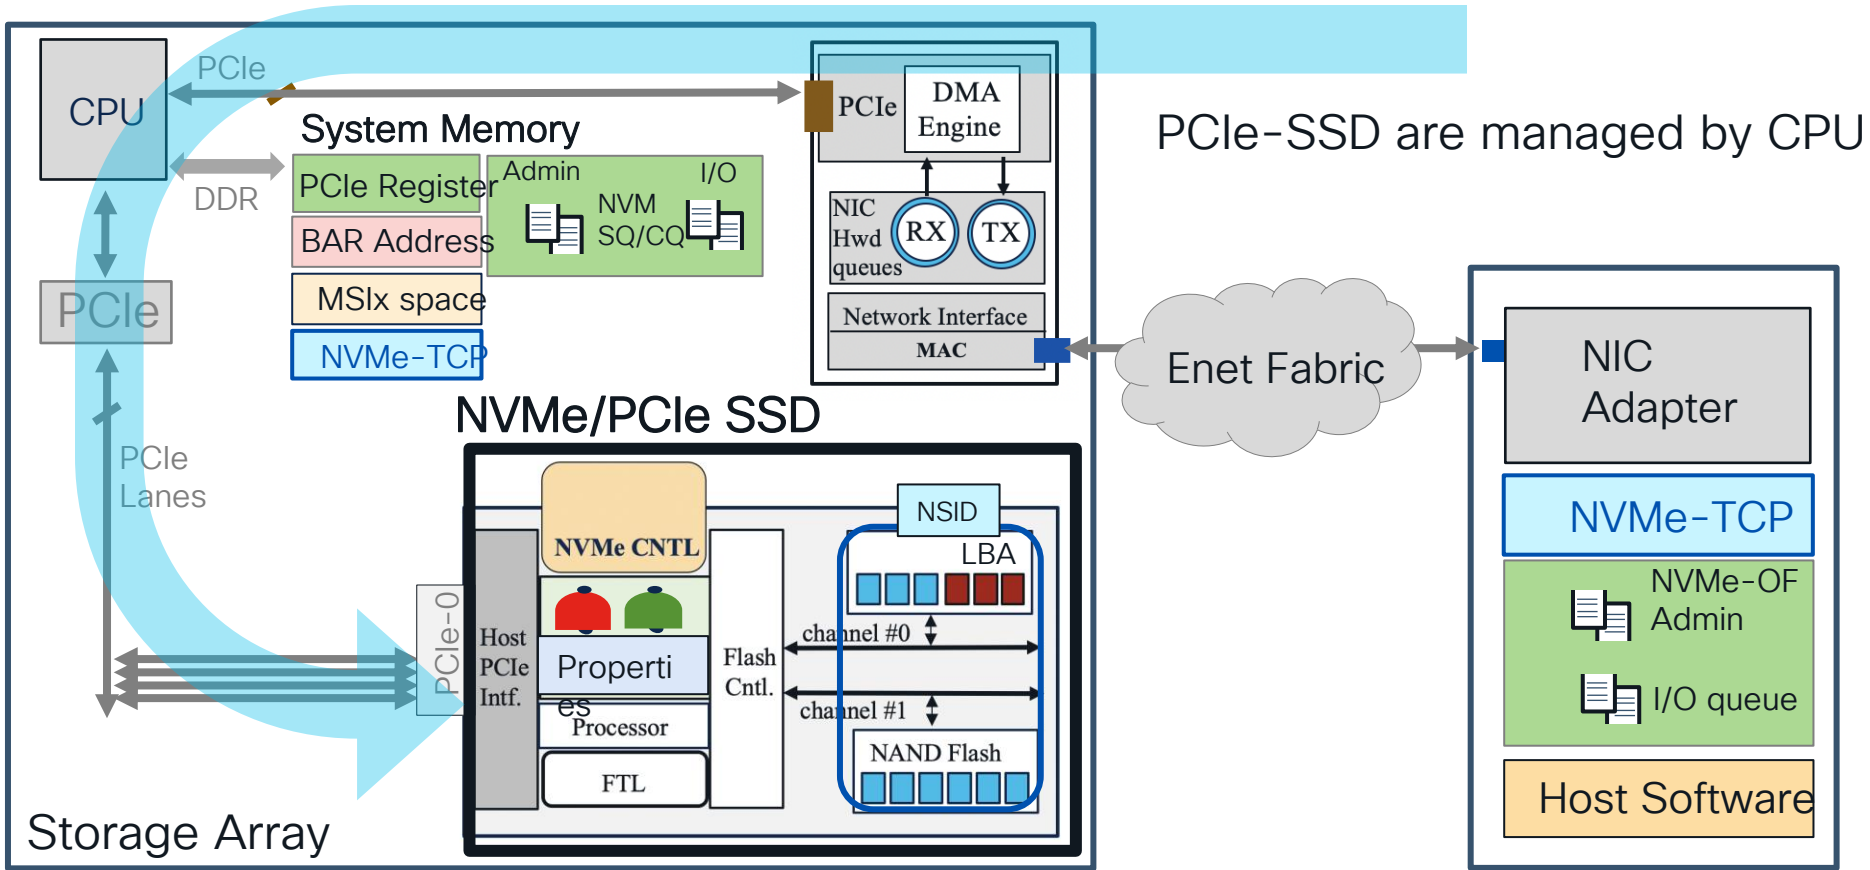 PCIe-SSD are managed by CPU
CPU
PCIe
DDR
PCIe
PCIe
Lanes
System Memory
PCIe Register
BAR Address
MSIx space
NVMe-TCP
Admin
I/O
NVM
SQ/CQ
PCIe
DMA
Engine
NIC
Hwd
queues
RX
TX
Network Interface
MAC
Enet Fabric
NVMe/PCIe SSD
PCIe-0
Host
PCIe
Intf.
NVMe CNTL
Properti
es
Processor
FTL
Flash
Cntl.
NSID
LBA
channel #0
channel #1
NAND Flash
Storage Array
NIC
Adapter
NVMe-TCP
NVMe-OF
Admin
I/O queue
Host Software